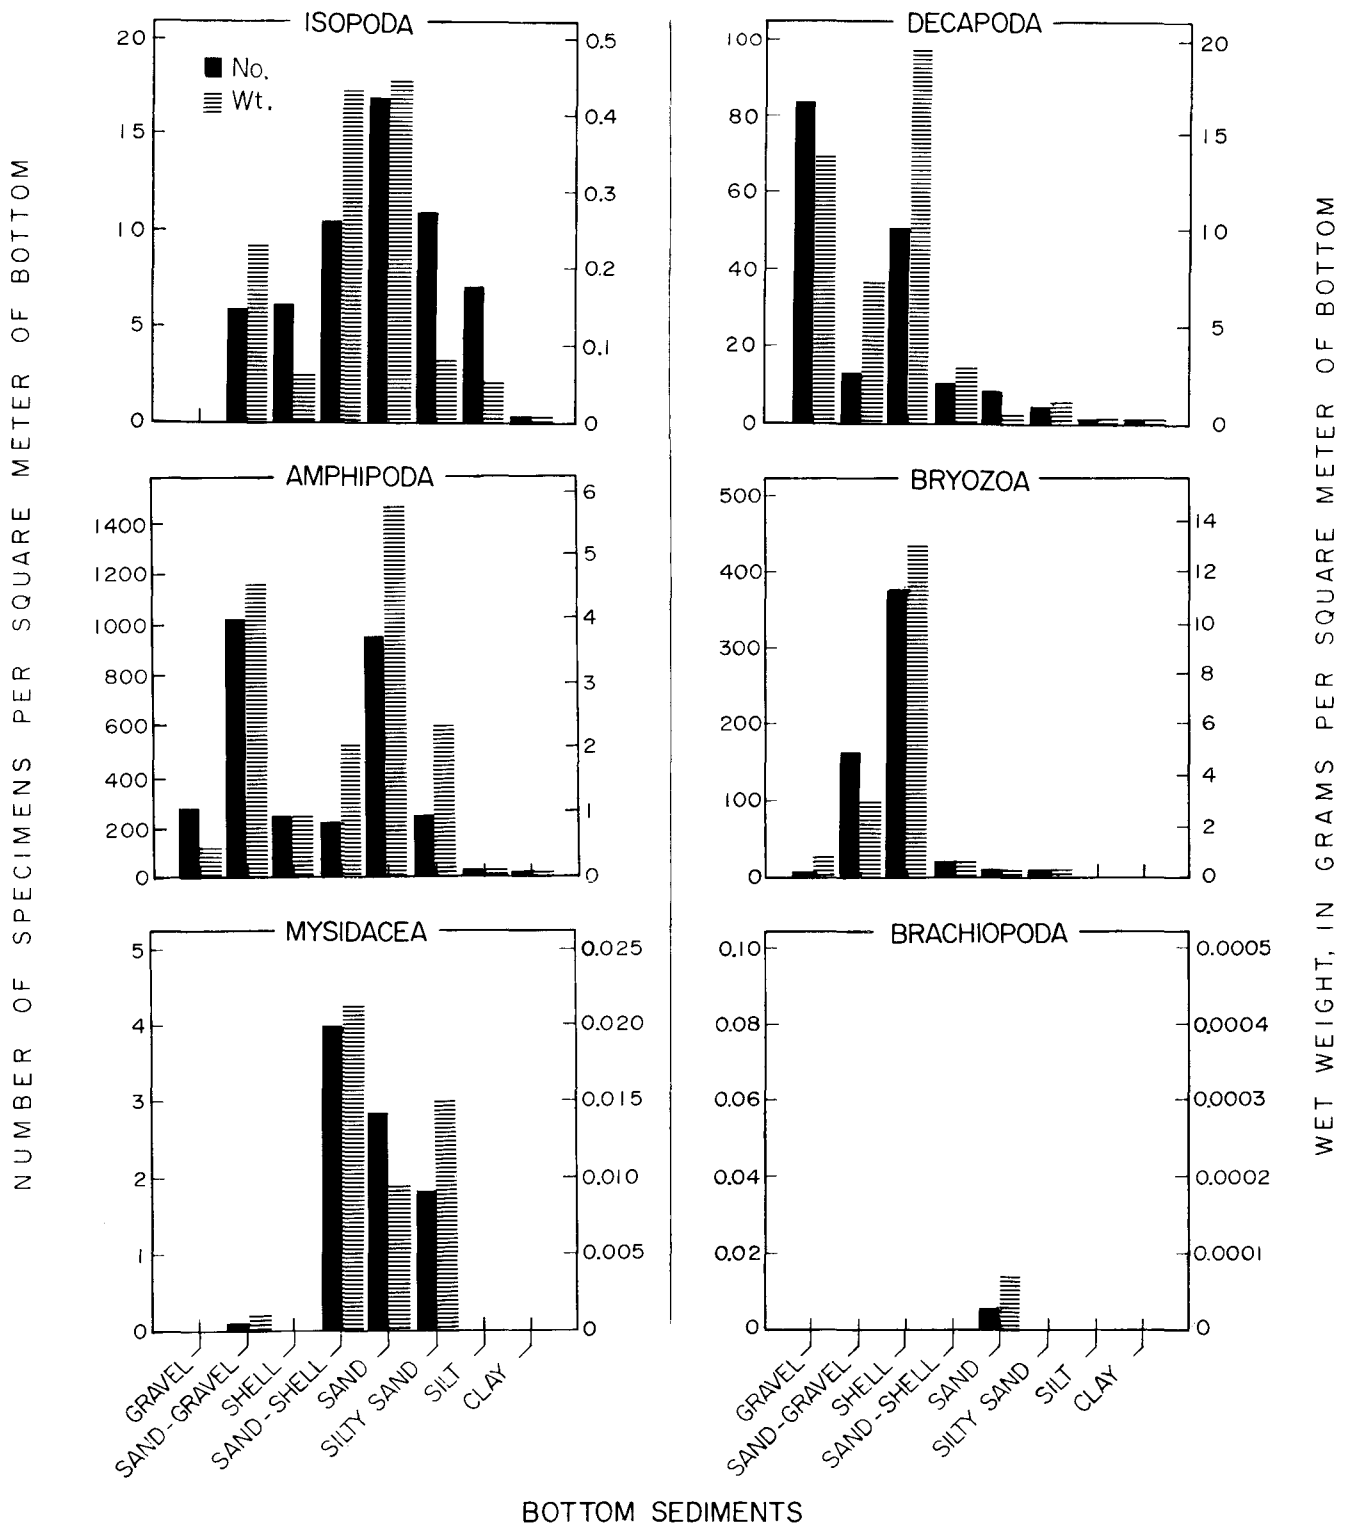 NUMBER OF SPECIMENS PER SQUARE METER OF BOTTOM
ISOPODA
No.
Wt.
20
15
10
5
0
0.5
0.4
0.3
0.2
0.1
0
AMPHIPODA
1400
1200
1000
800
600
400
200
0
6
5
4
3
2
1
0
MYSIDACEA
5
4
3
2
1
0
0.025
0.020
0.015
0.010
0.005
0
GRAVEL
SAND-GRAVEL
SHELL
SAND-SHELL
SAND
SILTY SAND
SILT
CLAY
DECAPODA
100
80
60
40
20
0
20
15
10
5
0
BRYOZOA
500
400
300
200
100
0
14
12
10
8
6
4
2
0
BRACHIOPODA
0.10
0.08
0.06
0.04
0.02
0
0.0005
0.0004
0.0003
0.0002
0.0001
0
GRAVEL
SAND-GRAVEL
SHELL
SAND-SHELL
SAND
SILTY SAND
SILT
CLAY
WET WEIGHT, IN GRAMS PER SQUARE METER OF BOTTOM
BOTTOM SEDIMENTS